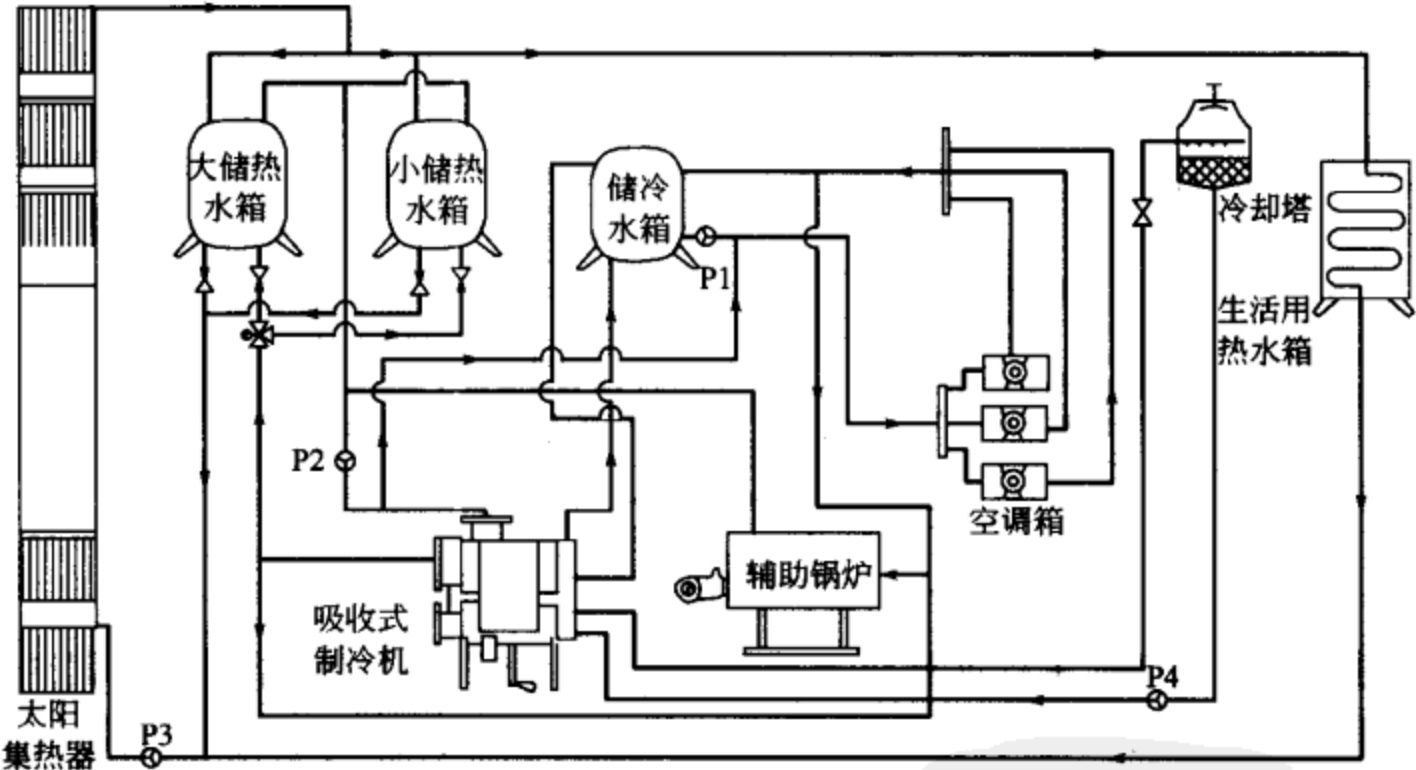 大储热
水箱
小储热
水箱
储冷
水箱
P1
冷却塔
生活用
热水箱
P2
空调箱
辅助锅炉
吸收式
制冷机
P4
太阳
集热器
P3